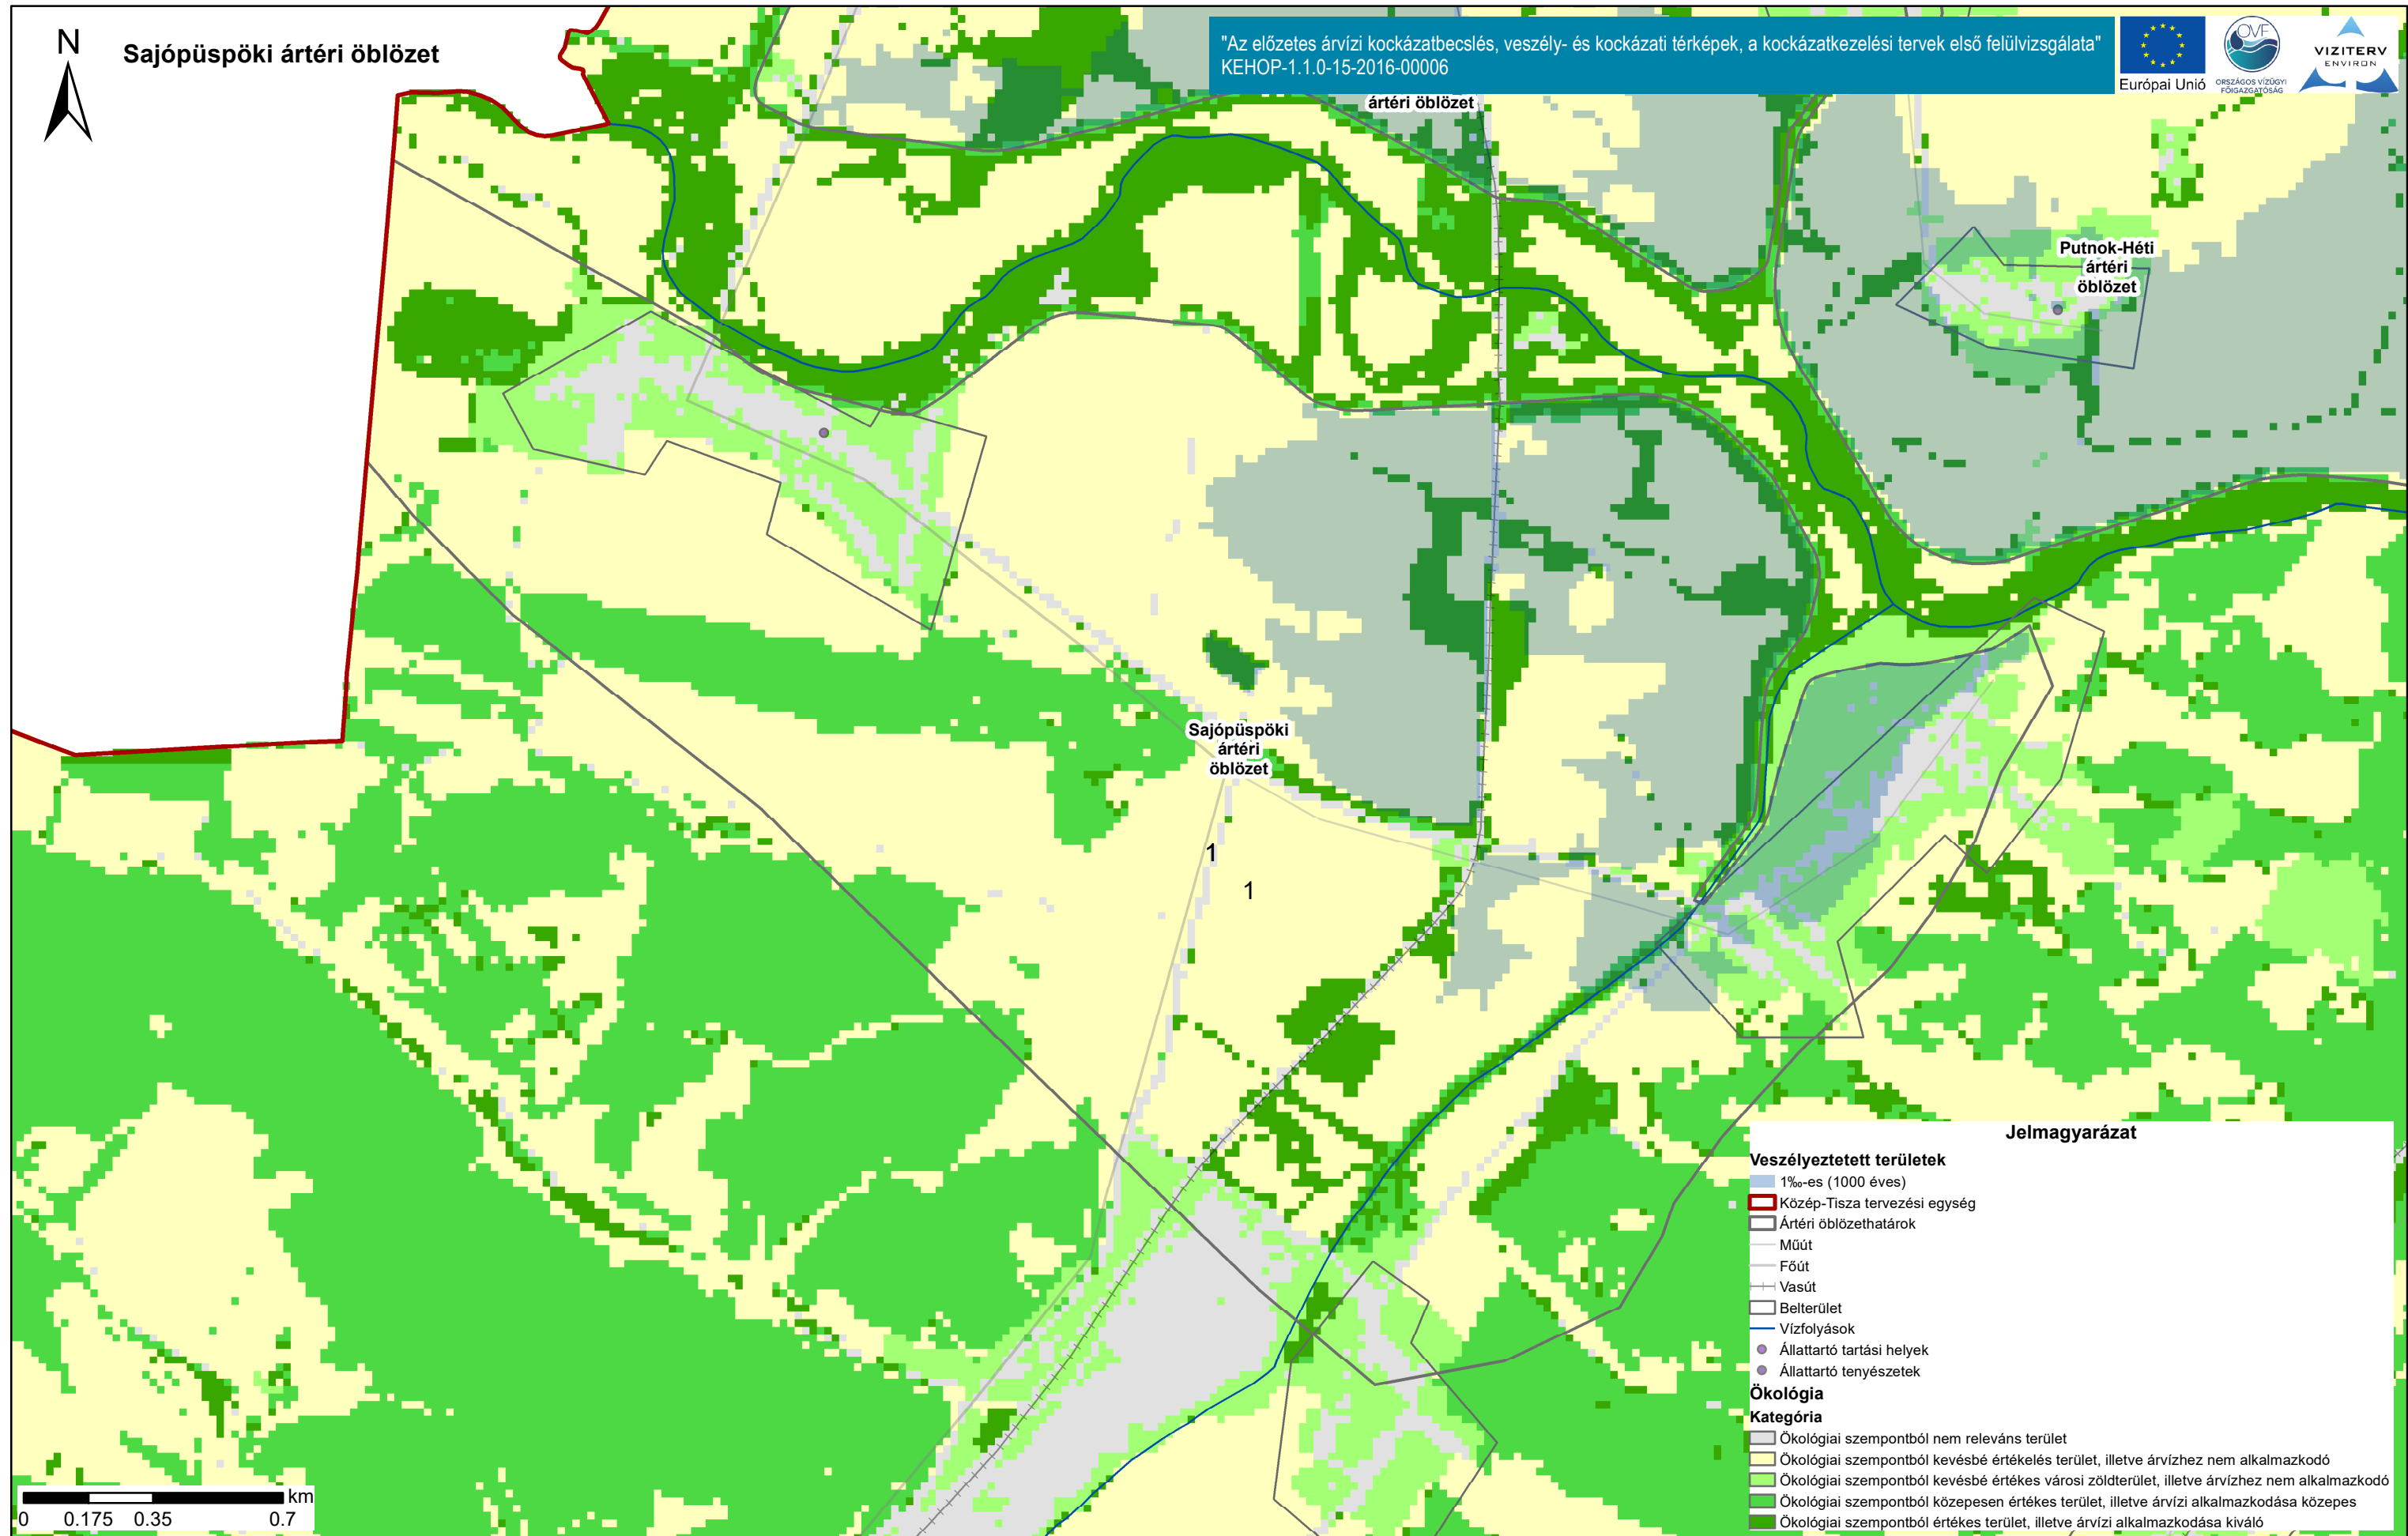 N
Sajópüspöki ártéri öblözet
"Az előzetes árvízi kockázatbecslés, veszély- és kockázati térképek, a kockázatkezelési tervek első felülvizsgálata"
KEHOP-1.1.0-15-2016-00006
Európai Unió
OVF
ORSZÁGOS VÍZÜGYI
FŐIGAZGATÓSÁG
VIZITERV
ENVIRON
ártéri öblözet
Putnok-Héti
ártéri
öblözet
Sajópüspöki
ártéri
öblözet
1
1
Jelmagyarázat
Veszélyeztetett területek
1‰-es (1000 éves)
Közép-Tisza tervezési egység
Ártéri öblözethatárok
Műút
Főút
Vasút
Belterület
Vízfolyások
Állattartó tartási helyek
Állattartó tenyészetek
Ökológia
Kategória
Ökológiai szempontból nem releváns terület
Ökológiai szempontból kevésbé értékelés terület, illetve árvízhez nem alkalmazkodó
Ökológiai szempontból kevésbé értékes városi zöldterület, illetve árvízhez nem alkalmazkodó
Ökológiai szempontból közepesen értékes terület, illetve árvízi alkalmazkodása közepes
Ökológiai szempontból értékes terület, illetve árvízi alkalmazkodása kiváló
km
0 0.175 0.35 0.7